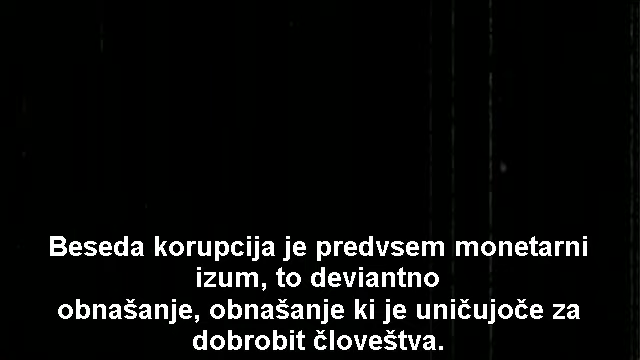 Beseda korupcija je predvsem monetarni
izum, to deviantno
obnašanje, obnašanje ki je uničujoče za
dobrobit človeštva.